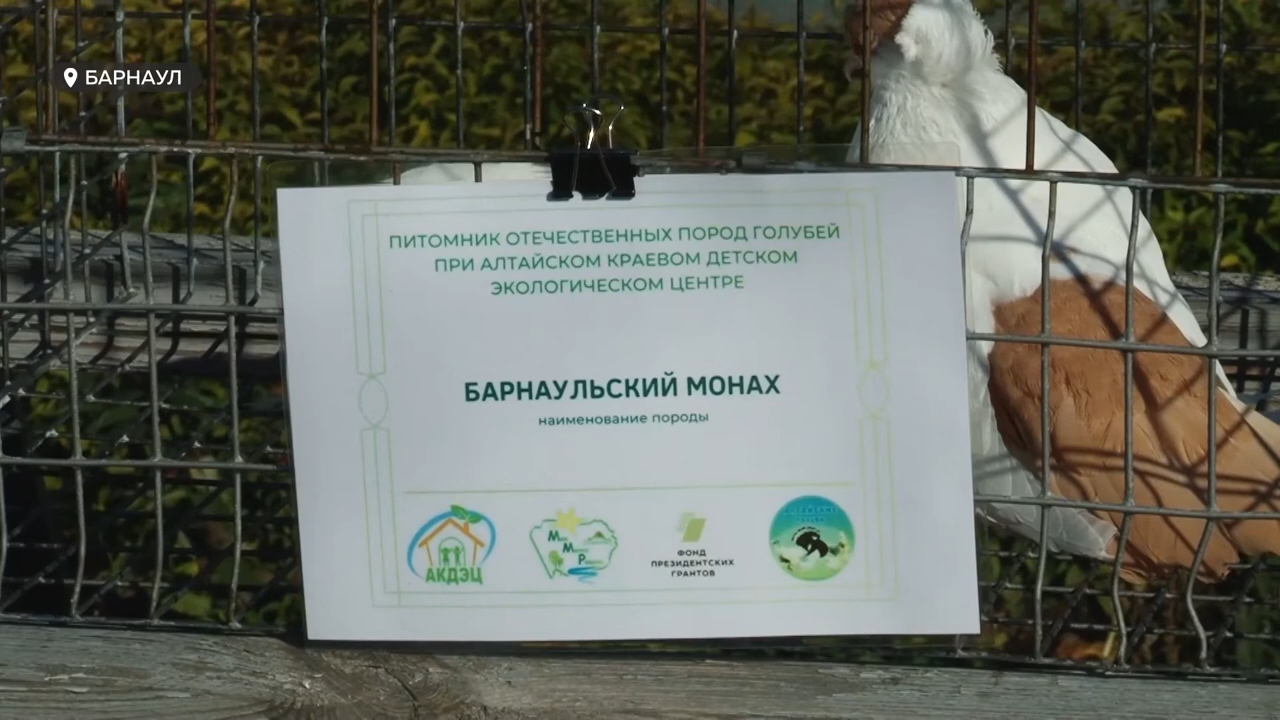 БАРНАУЛ
ПИТОМНИК ОТЕЧЕСТВЕННЫХ ПОРОД ГОЛУБЕЙ
ПРИ АЛТАЙСКОМ КРАЕВОМ ДЕТСКОМ
ЭКОЛОГИЧЕСКОМ ЦЕНТРЕ
БАРНАУЛЬСКИЙ МОНАХ
наименование породы
АКДЭЦ
ФОНД
ПРЕЗИДЕНТСКИХ
ГРАНТОВ